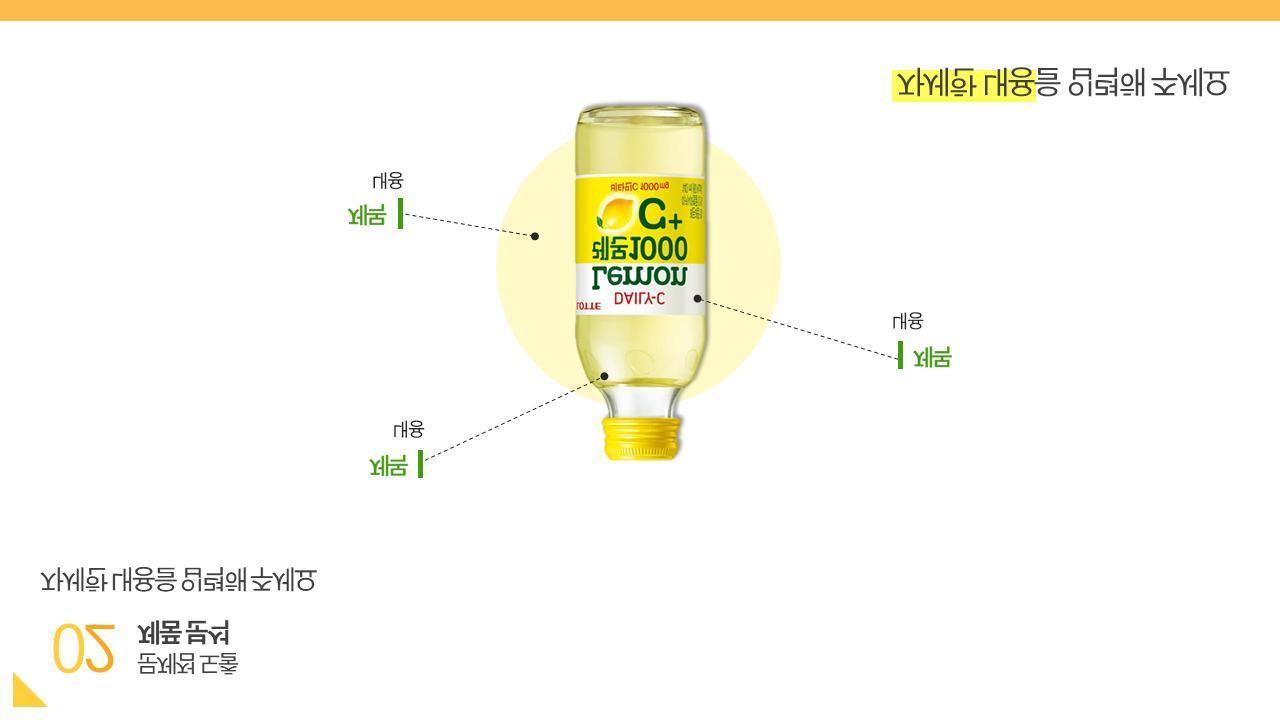 02
문제점 도출
제품 분석
자세한 내용을 입력해 주세요
제목
내용
제목
내용
LOTTE
DAILY-C
Lemon
레몬1000
C+
비타민C 1000mg
제목
내용
자세한 내용을 입력해 주세요